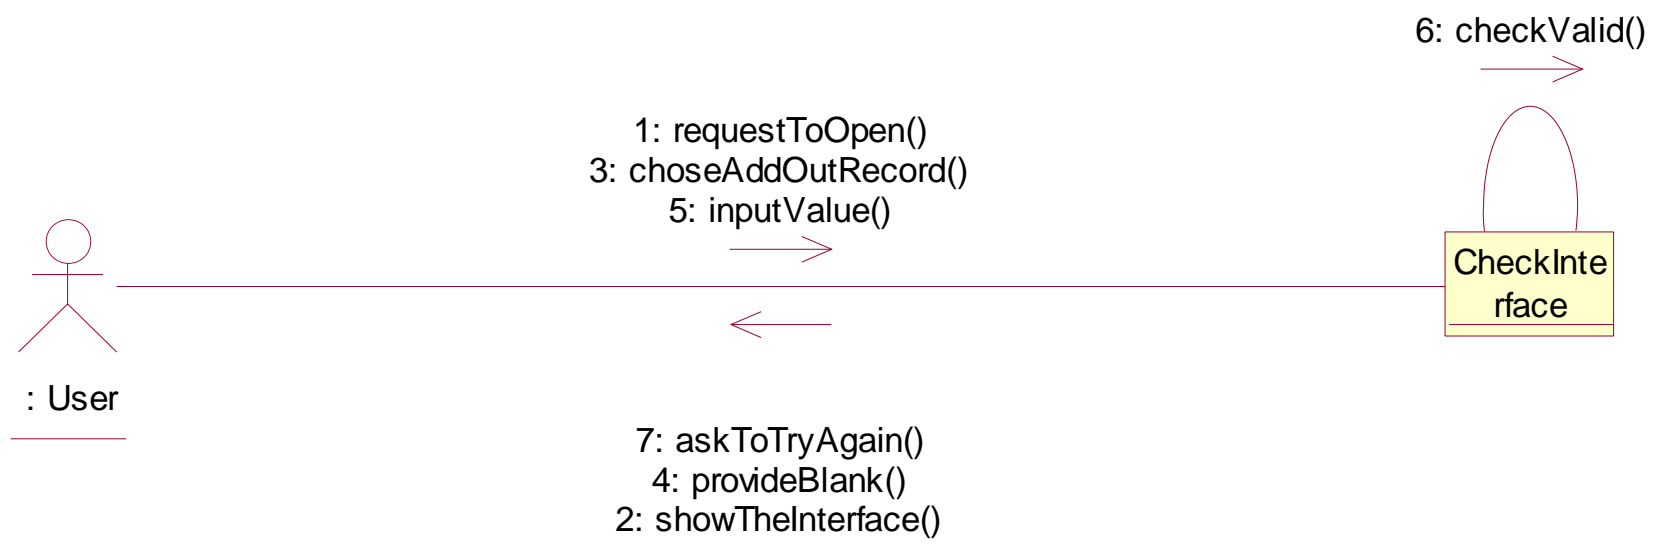 6: checkValid()
1: requestToOpen()
3: choseAddOutRecord()
5: inputValue()
CheckInte
rface
: User
7: askToTryAgain()
4: provideBlank()
2: showTheInterface()